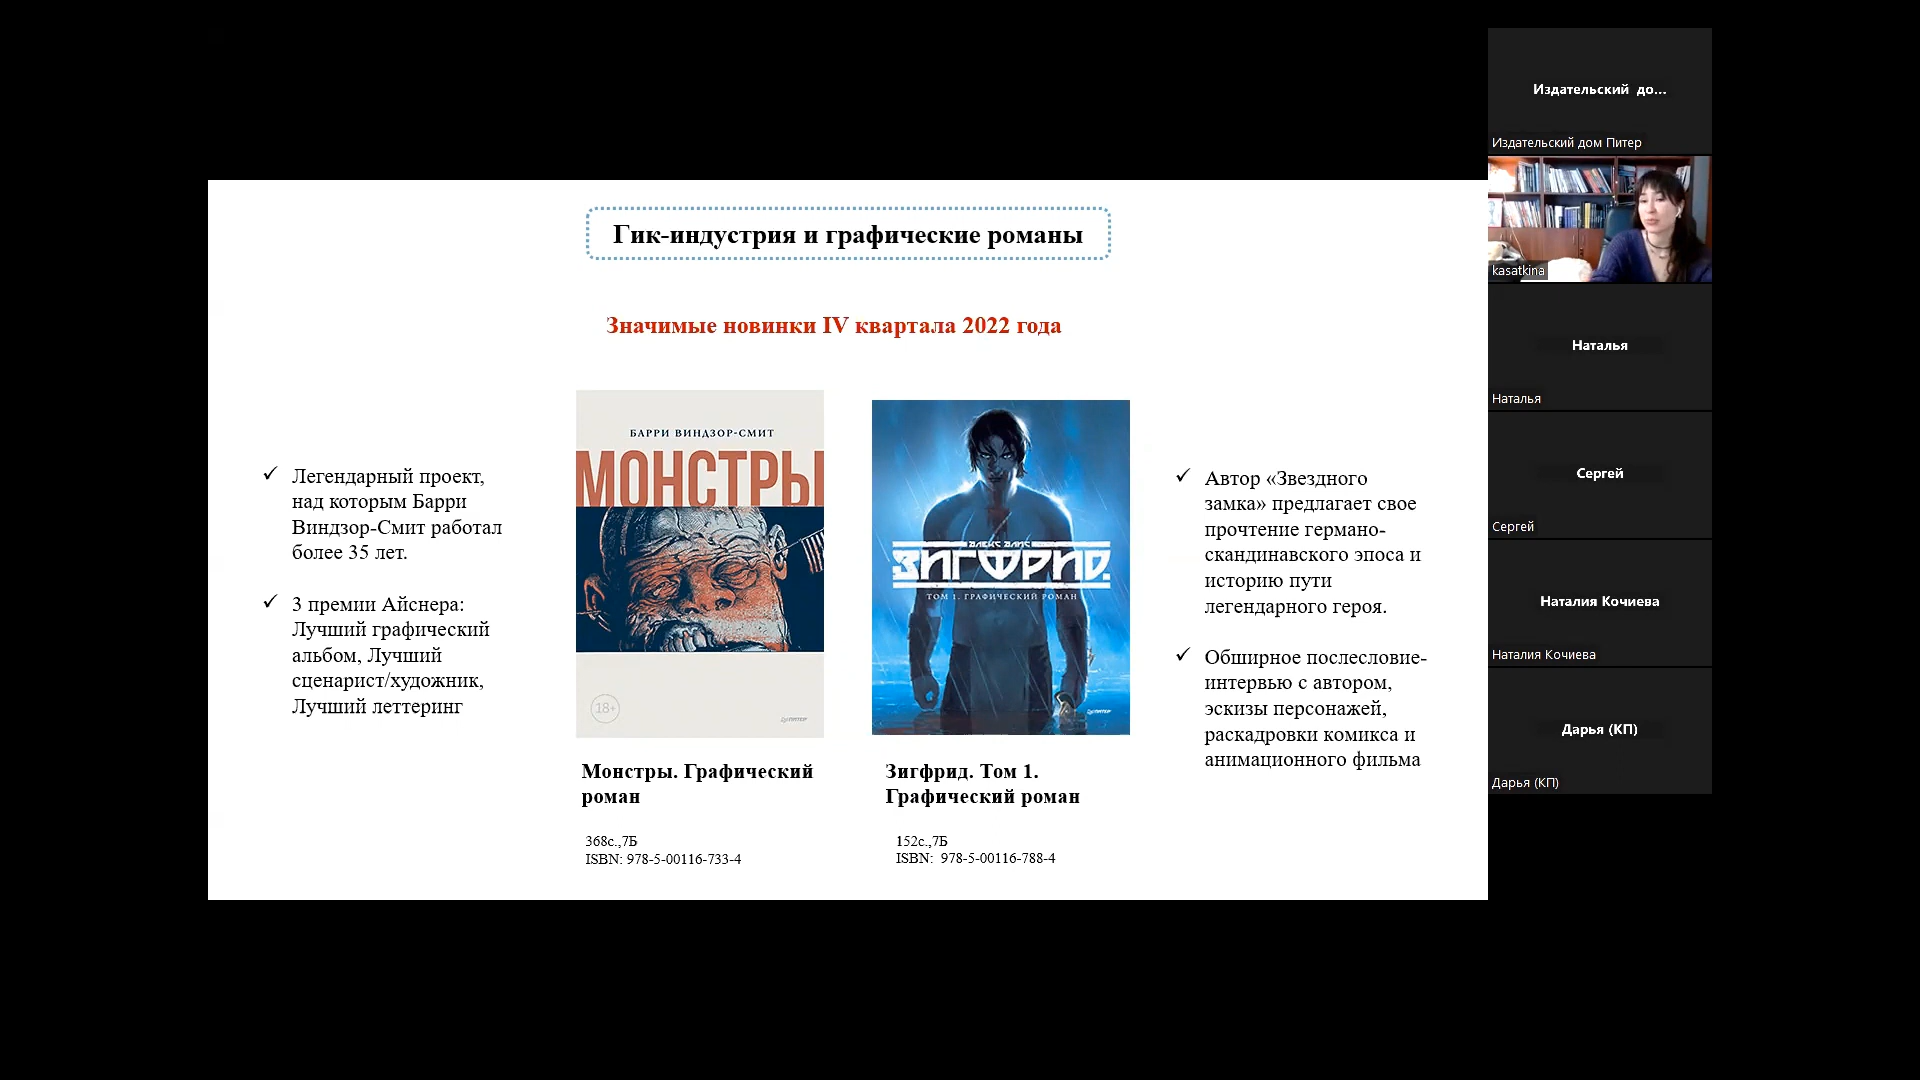 Гик-индустрия и графические романы
Значимые новинки IV квартала 2022 года
✓ Легендарный проект,
над которым Барри
Виндзор-Смит работал
более 35 лет.
✓ 3 премии Айснера:
Лучший графический
альбом, Лучший
сценарист/художник,
Лучший леттеринг
БАРРИ ВИНДЗОР-СМИТ
МОНСТРЫ
18+
ПИТЕР
Монстры. Графический
роман
368с.,7Б
ISBN: 978-5-00116-733-4
АЛЕКС АЛИС
ЗИГФРИД.
ТОМ 1. ГРАФИЧЕСКИЙ РОМАН
ПИТЕР
Зигфрид. Том 1.
Графический роман
152с.,7Б
ISBN: 978-5-00116-788-4
✓ Автор «Звездного
замка» предлагает свое
прочтение германо-
скандинавского эпоса и
историю пути
легендарного героя.
✓ Обширное послесловие-
интервью с автором,
эскизы персонажей,
раскадровки комикса и
анимационного фильма
Издательский до...
Издательский дом Питер
kasatkina
Наталья
Наталья
Сергей
Сергей
Наталия Кочиева
Наталия Кочиева
Дарья (КП)
Дарья (КП)